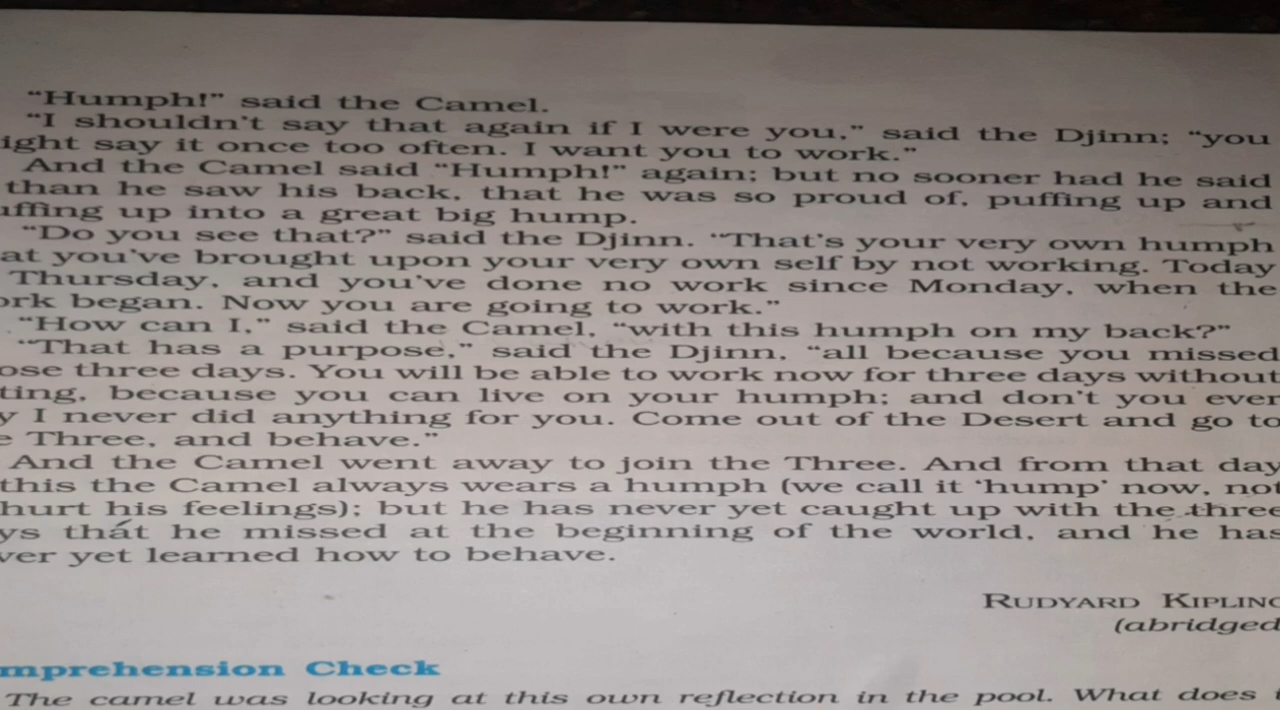 "Humph!" said the Camel.
"I shouldn't say that again if I were you," said the Djinn; "you
ight say it once too often. I want you to work."
And the Camel said "Humph!" again; but no sooner had he said
than he saw his back, that he was so proud of, puffing up and
uffing up into a great big hump.
"Do you see that?" said the Djinn. "That's your very own humph
at you've brought upon your very own self by not working. Today
Thursday, and you've done no work since Monday, when the
ork began. Now you are going to work."
"How can I," said the Camel, "with this humph on my back?"
"That has a purpose," said the Djinn, "all because you missed
ose three days. You will be able to work now for three days without
ting, because you can live on your humph; and don't you ever
y I never did anything for you. Come out of the Desert and go to
e Three, and behave."
And the Camel went away to join the Three. And from that day
this the Camel always wears a humph (we call it 'hump' now, not
hurt his feelings); but he has never yet caught up with the three
ys that he missed at the beginning of the world, and he has
ver yet learned how to behave.
RUDYARD KIPLING
(abridged
mprehension Check
The camel was looking at this own reflection in the pool. What does